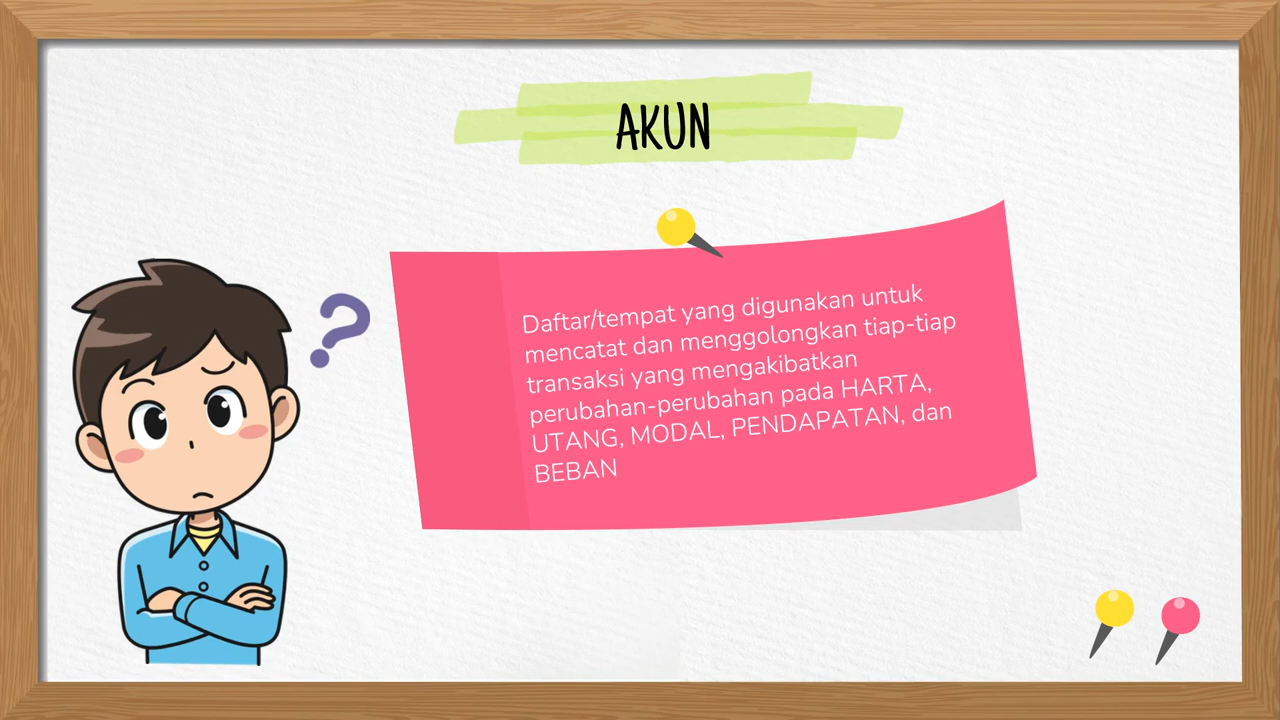 AKUN
?
Daftar/tempat yang digunakan untuk
mencatat dan menggolongkan tiap-tiap
transaksi yang mengakibatkan
perubahan-perubahan pada HARTA,
UTANG, MODAL, PENDAPATAN, dan
BEBAN